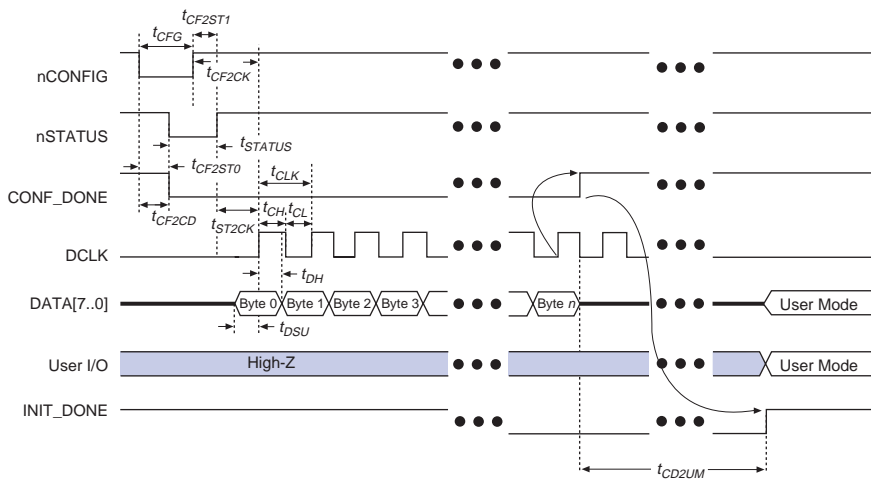 tCF2ST1
tCFG
tCF2CK
nCONFIG
nSTATUS
tSTATUS
tCF2ST0
tCLK
CONF_DONE
tCF2CD
tST2CK
tCH tCL
DCLK
tDH
DATA[7..0] Byte 0 Byte 1 Byte 2 Byte 3 Byte n User Mode
tDSU
User I/O High-Z User Mode
INIT_DONE
tCD2UM